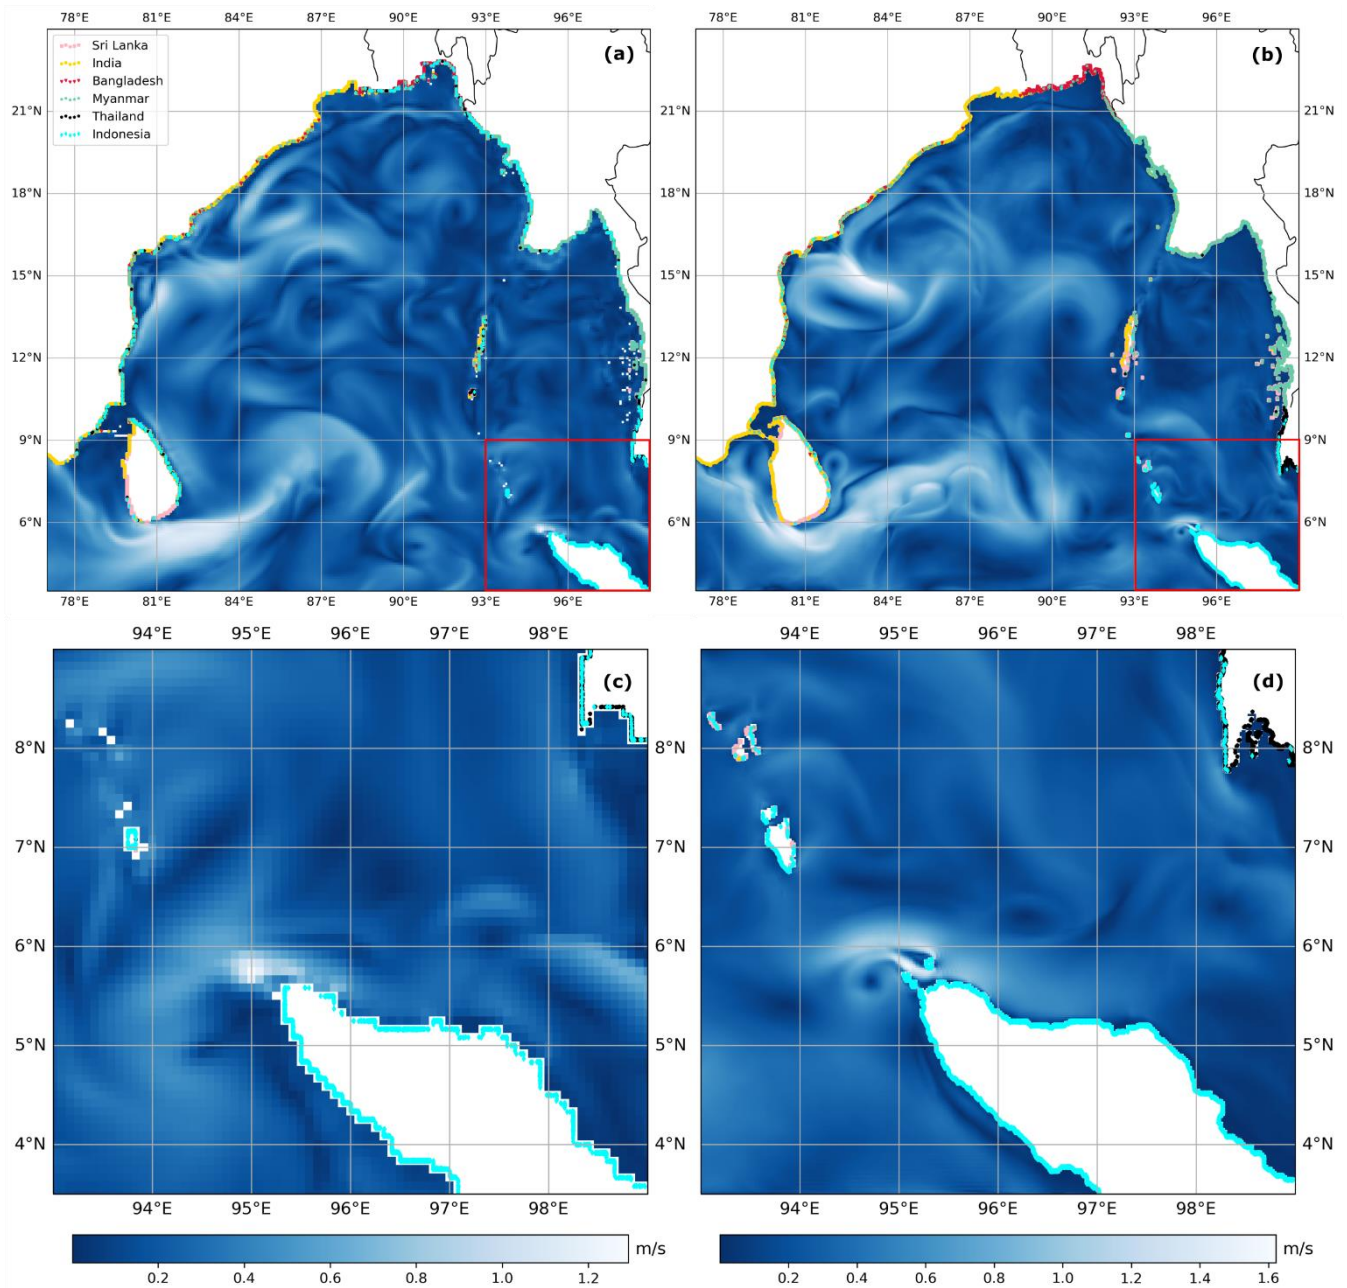 78°E 81°E 84°E 87°E 90°E 93°E 96°E
78°E 81°E 84°E 87°E 90°E 93°E 96°E
Sri Lanka
India
Bangladesh
Myanmar
Thailand
Indonesia
(a)
(b)
21°N 21°N
18°N 18°N
15°N 15°N
12°N 12°N
9°N 9°N
6°N 6°N
78°E 81°E 84°E 87°E 90°E 93°E 96°E
78°E 81°E 84°E 87°E 90°E 93°E 96°E
94°E 95°E 96°E 97°E 98°E
94°E 95°E 96°E 97°E 98°E
(c)
(d)
8°N 8°N 8°N
7°N 7°N 7°N
6°N 6°N 6°N
5°N 5°N 5°N
4°N 4°N 4°N
94°E 95°E 96°E 97°E 98°E
94°E 95°E 96°E 97°E 98°E
m/s
m/s
0.2 0.4 0.6 0.8 1.0 1.2
0.2 0.4 0.6 0.8 1.0 1.2 1.4 1.6